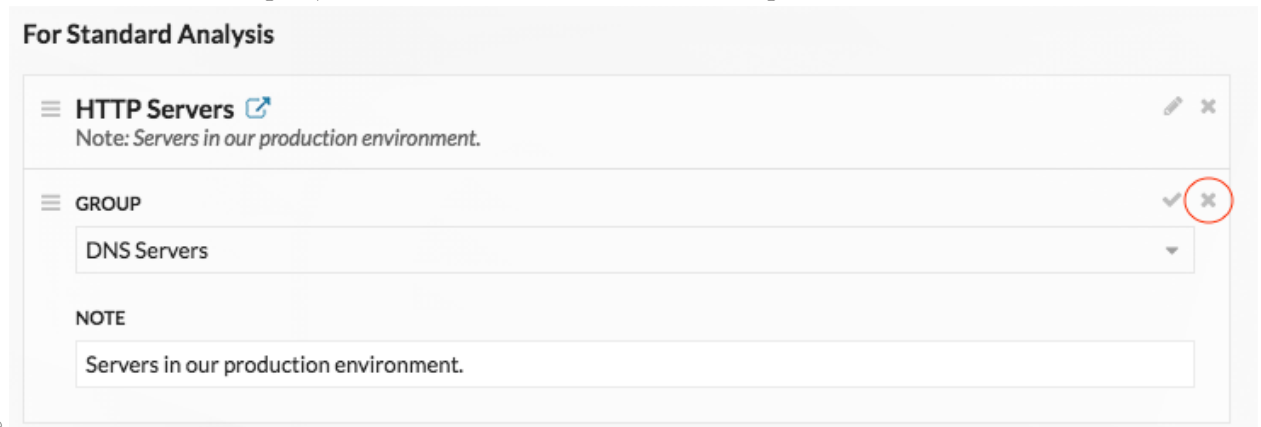 For Standard Analysis
HTTP Servers
Note: Servers in our production environment.
GROUP
DNS Servers
NOTE
Servers in our production environment.